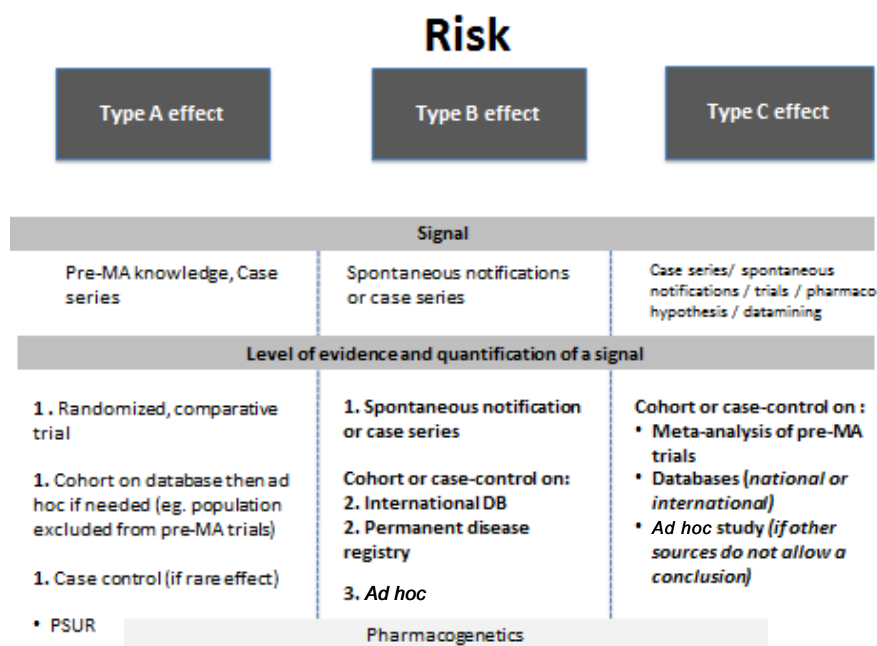 Risk
Type A effect
Type B effect
Type C effect
Signal
Pre-MA knowledge, Case
series
Spontaneous notifications
or case series
Case series/ spontaneous
notifications / trials / pharmaco
hypothesis / datamining
Level of evidence and quantification of a signal
1 . Randomized, comparative
trial
1. Cohort on database then ad
hoc if needed (eg. population
excluded from pre-MA trials)
1. Case control (if rare effect)
• PSUR
1. Spontaneous notification
or case series
Cohort or case-control on:
2. International DB
2. Permanent disease
registry
3. Ad hoc
Cohort or case-control on :
• Meta-analysis of pre-MA
trials
• Databases (national or
international)
• Ad hoc study (if other
sources do not allow a
conclusion)
Pharmacogenetics